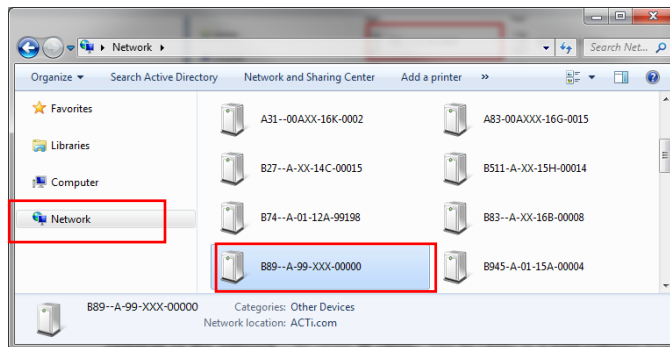 Network
Search Net...
Organize
Search Active Directory
Network and Sharing Center
Add a printer
»
Favorites
Libraries
Computer
Network
A31--00AXX-16K-0002
A83-00AXXX-16G-0015
B27--A-XX-14C-00015
B511-A-XX-15H-00014
B74--A-01-12A-99198
B83--A-XX-16B-00008
B89--A-99-XXX-00000
B945-A-01-15A-00004
B89--A-99-XXX-00000
Categories: Other Devices
Network location: ACTi.com